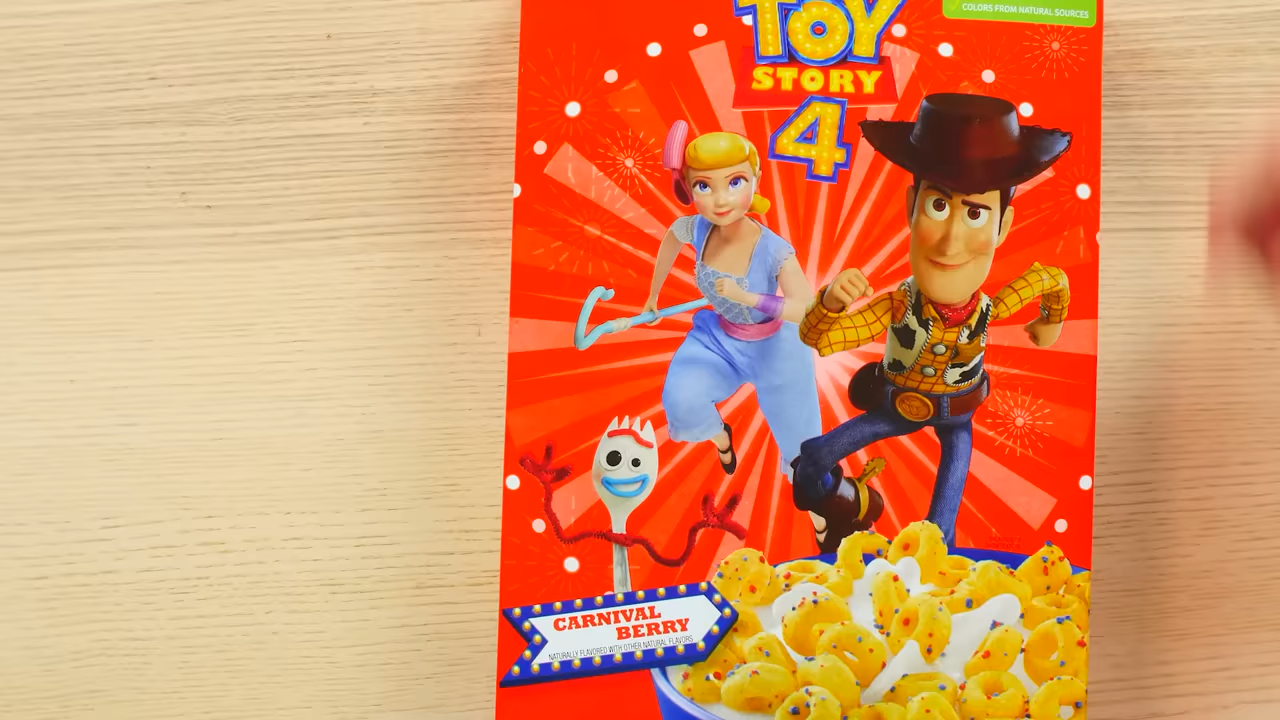 COLORS FROM NATURAL SOURCES
TOY
STORY
4
CARNIVAL
BERRY
NATURALLY FLAVORED WITH OTHER NATURAL FLAVORS